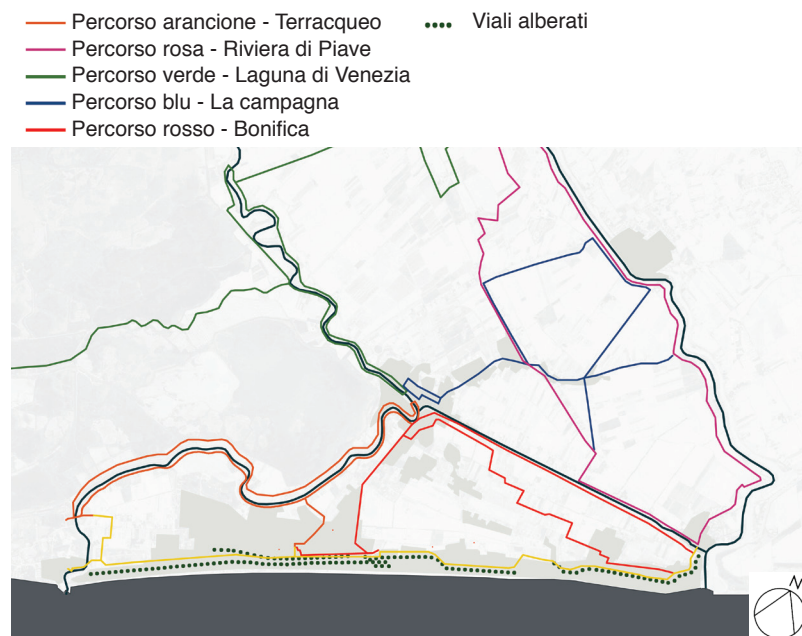 Percorso arancione - Terracqueo
Viali alberati
Percorso rosa - Riviera di Piave
Percorso verde - Laguna di Venezia
Percorso blu - La campagna
Percorso rosso - Bonifica
N